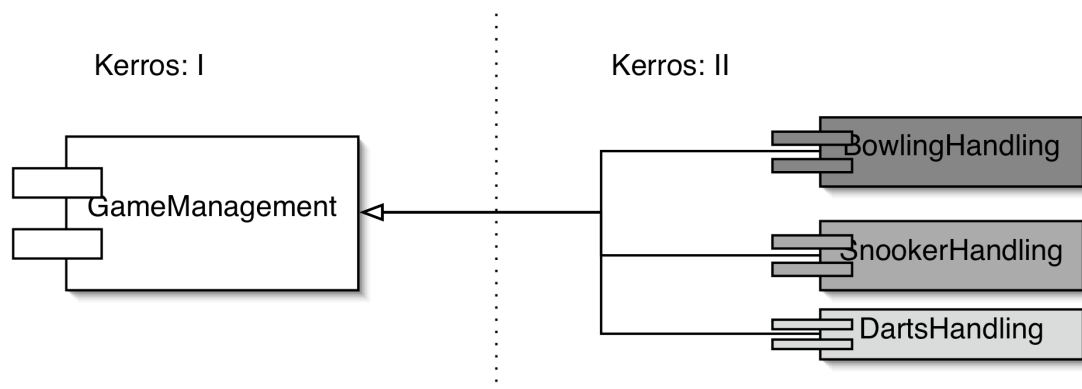 Kerros: I
Kerros: II
GameManagement
BowlingHandling
SnookerHandling
DartsHandling